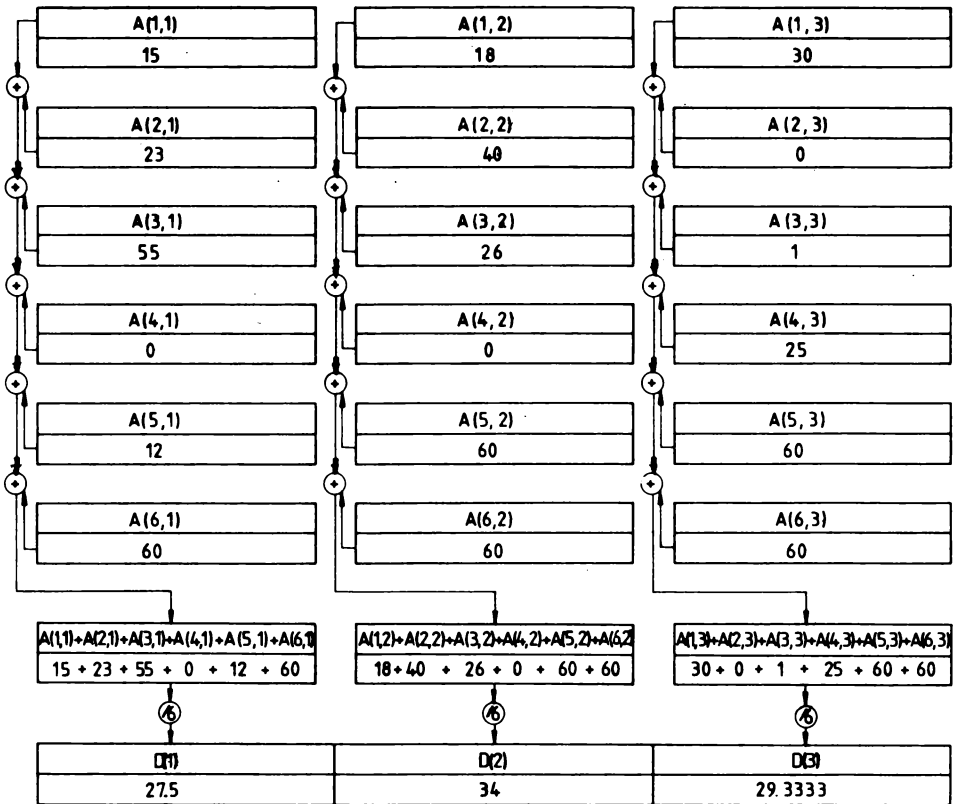 A(1,1) A(1,2) A(1,3)
15 18 30
+ + +
A(2,1) A(2,2) A(2,3)
23 40 0
+ + +
A(3,1) A(3,2) A(3,3)
55 26 1
+ + +
A(4,1) A(4,2) A(4,3)
0 0 25
+ + +
A(5,1) A(5,2) A(5,3)
12 60 60
+ + +
A(6,1) A(6,2) A(6,3)
60 60 60
A(1,1)+A(2,1)+A(3,1)+A(4,1)+A(5,1)+A(6,1) A(1,2)+A(2,2)+A(3,2)+A(4,2)+A(5,2)+A(6,2) A(1,3)+A(2,3)+A(3,3)+A(4,3)+A(5,3)+A(6,3)
15 + 23 + 55 + 0 + 12 + 60 18 + 40 + 26 + 0 + 60 + 60 30 + 0 + 1 + 25 + 60 + 60
/6 /6 /6
D(1) D(2) D(3)
27.5 34 29.3333